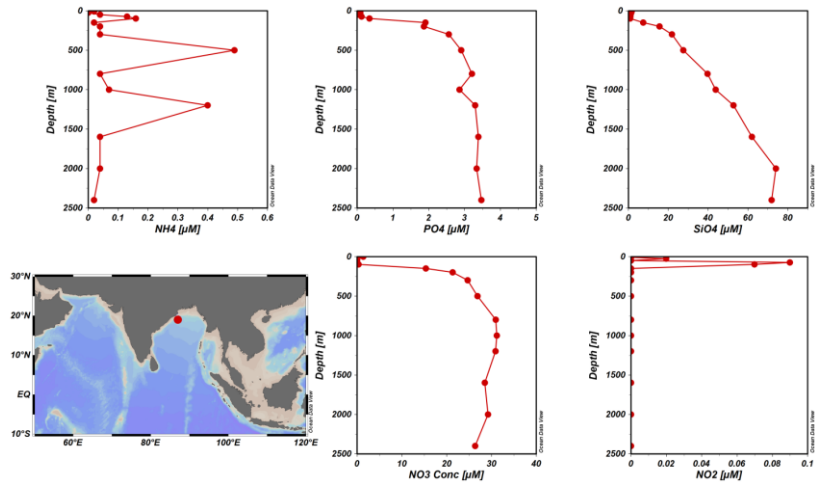 0
500
1000
1500
2000
2500
Depth [m]
0
0.1
0.2
0.3
0.4
0.5
0.6
NH4 [µM]
Ocean Data View
0
500
1000
1500
2000
2500
Depth [m]
0
1
2
3
4
5
PO4 [µM]
Ocean Data View
0
500
1000
1500
2000
2500
Depth [m]
0
20
40
60
80
SiO4 [µM]
Ocean Data View
30°N
20°N
10°N
EQ
10°S
60°E
80°E
100°E
120°E
Ocean Data View
0
500
1000
1500
2000
2500
Depth [m]
0
10
20
30
40
NO3 Conc [µM]
Ocean Data View
0
500
1000
1500
2000
2500
Depth [m]
0
0.02
0.04
0.06
0.08
0.1
NO2 [µM]
Ocean Data View